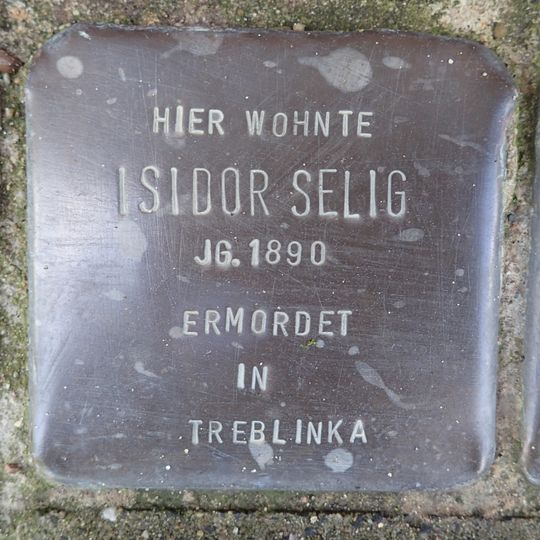 HIER WOHNTE
ISIDOR SELIG
JG. 1890
ERMORDET
IN
TREBLINKA